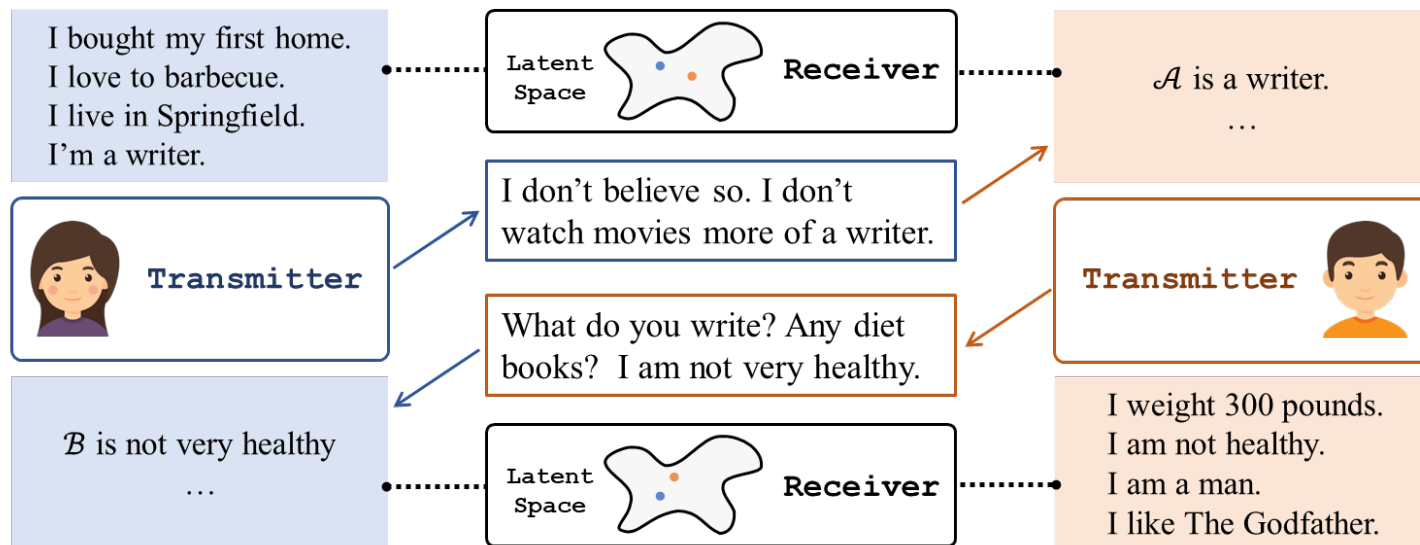 I bought my first home.
I love to barbecue.
I live in Springfield.
I'm a writer.
Latent
Space
Receiver
𝒜 is a writer.
...
Transmitter
I don't believe so. I don't
watch movies more of a writer.
Transmitter
What do you write? Any diet
books? I am not very healthy.
ℬ is not very healthy
...
Latent
Space
Receiver
I weight 300 pounds.
I am not healthy.
I am a man.
I like The Godfather.